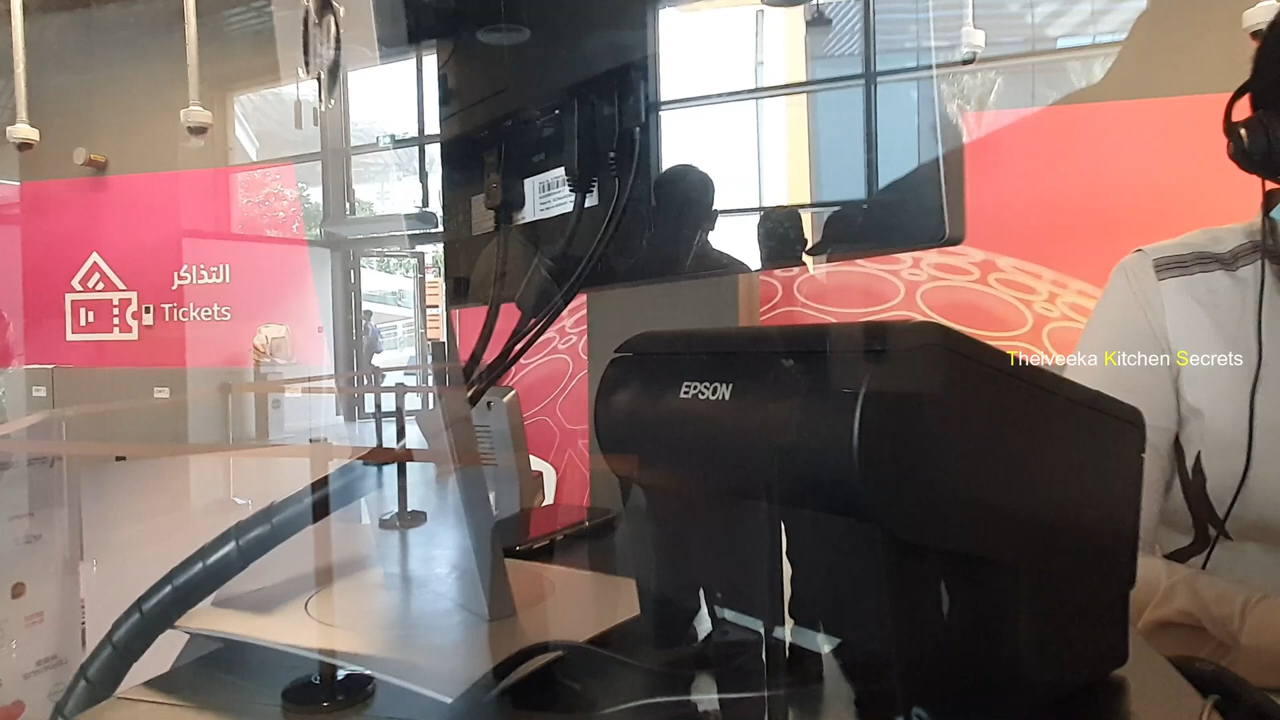 التذاكر
Tickets
EPSON
Theiveeka Kitchen Secrets